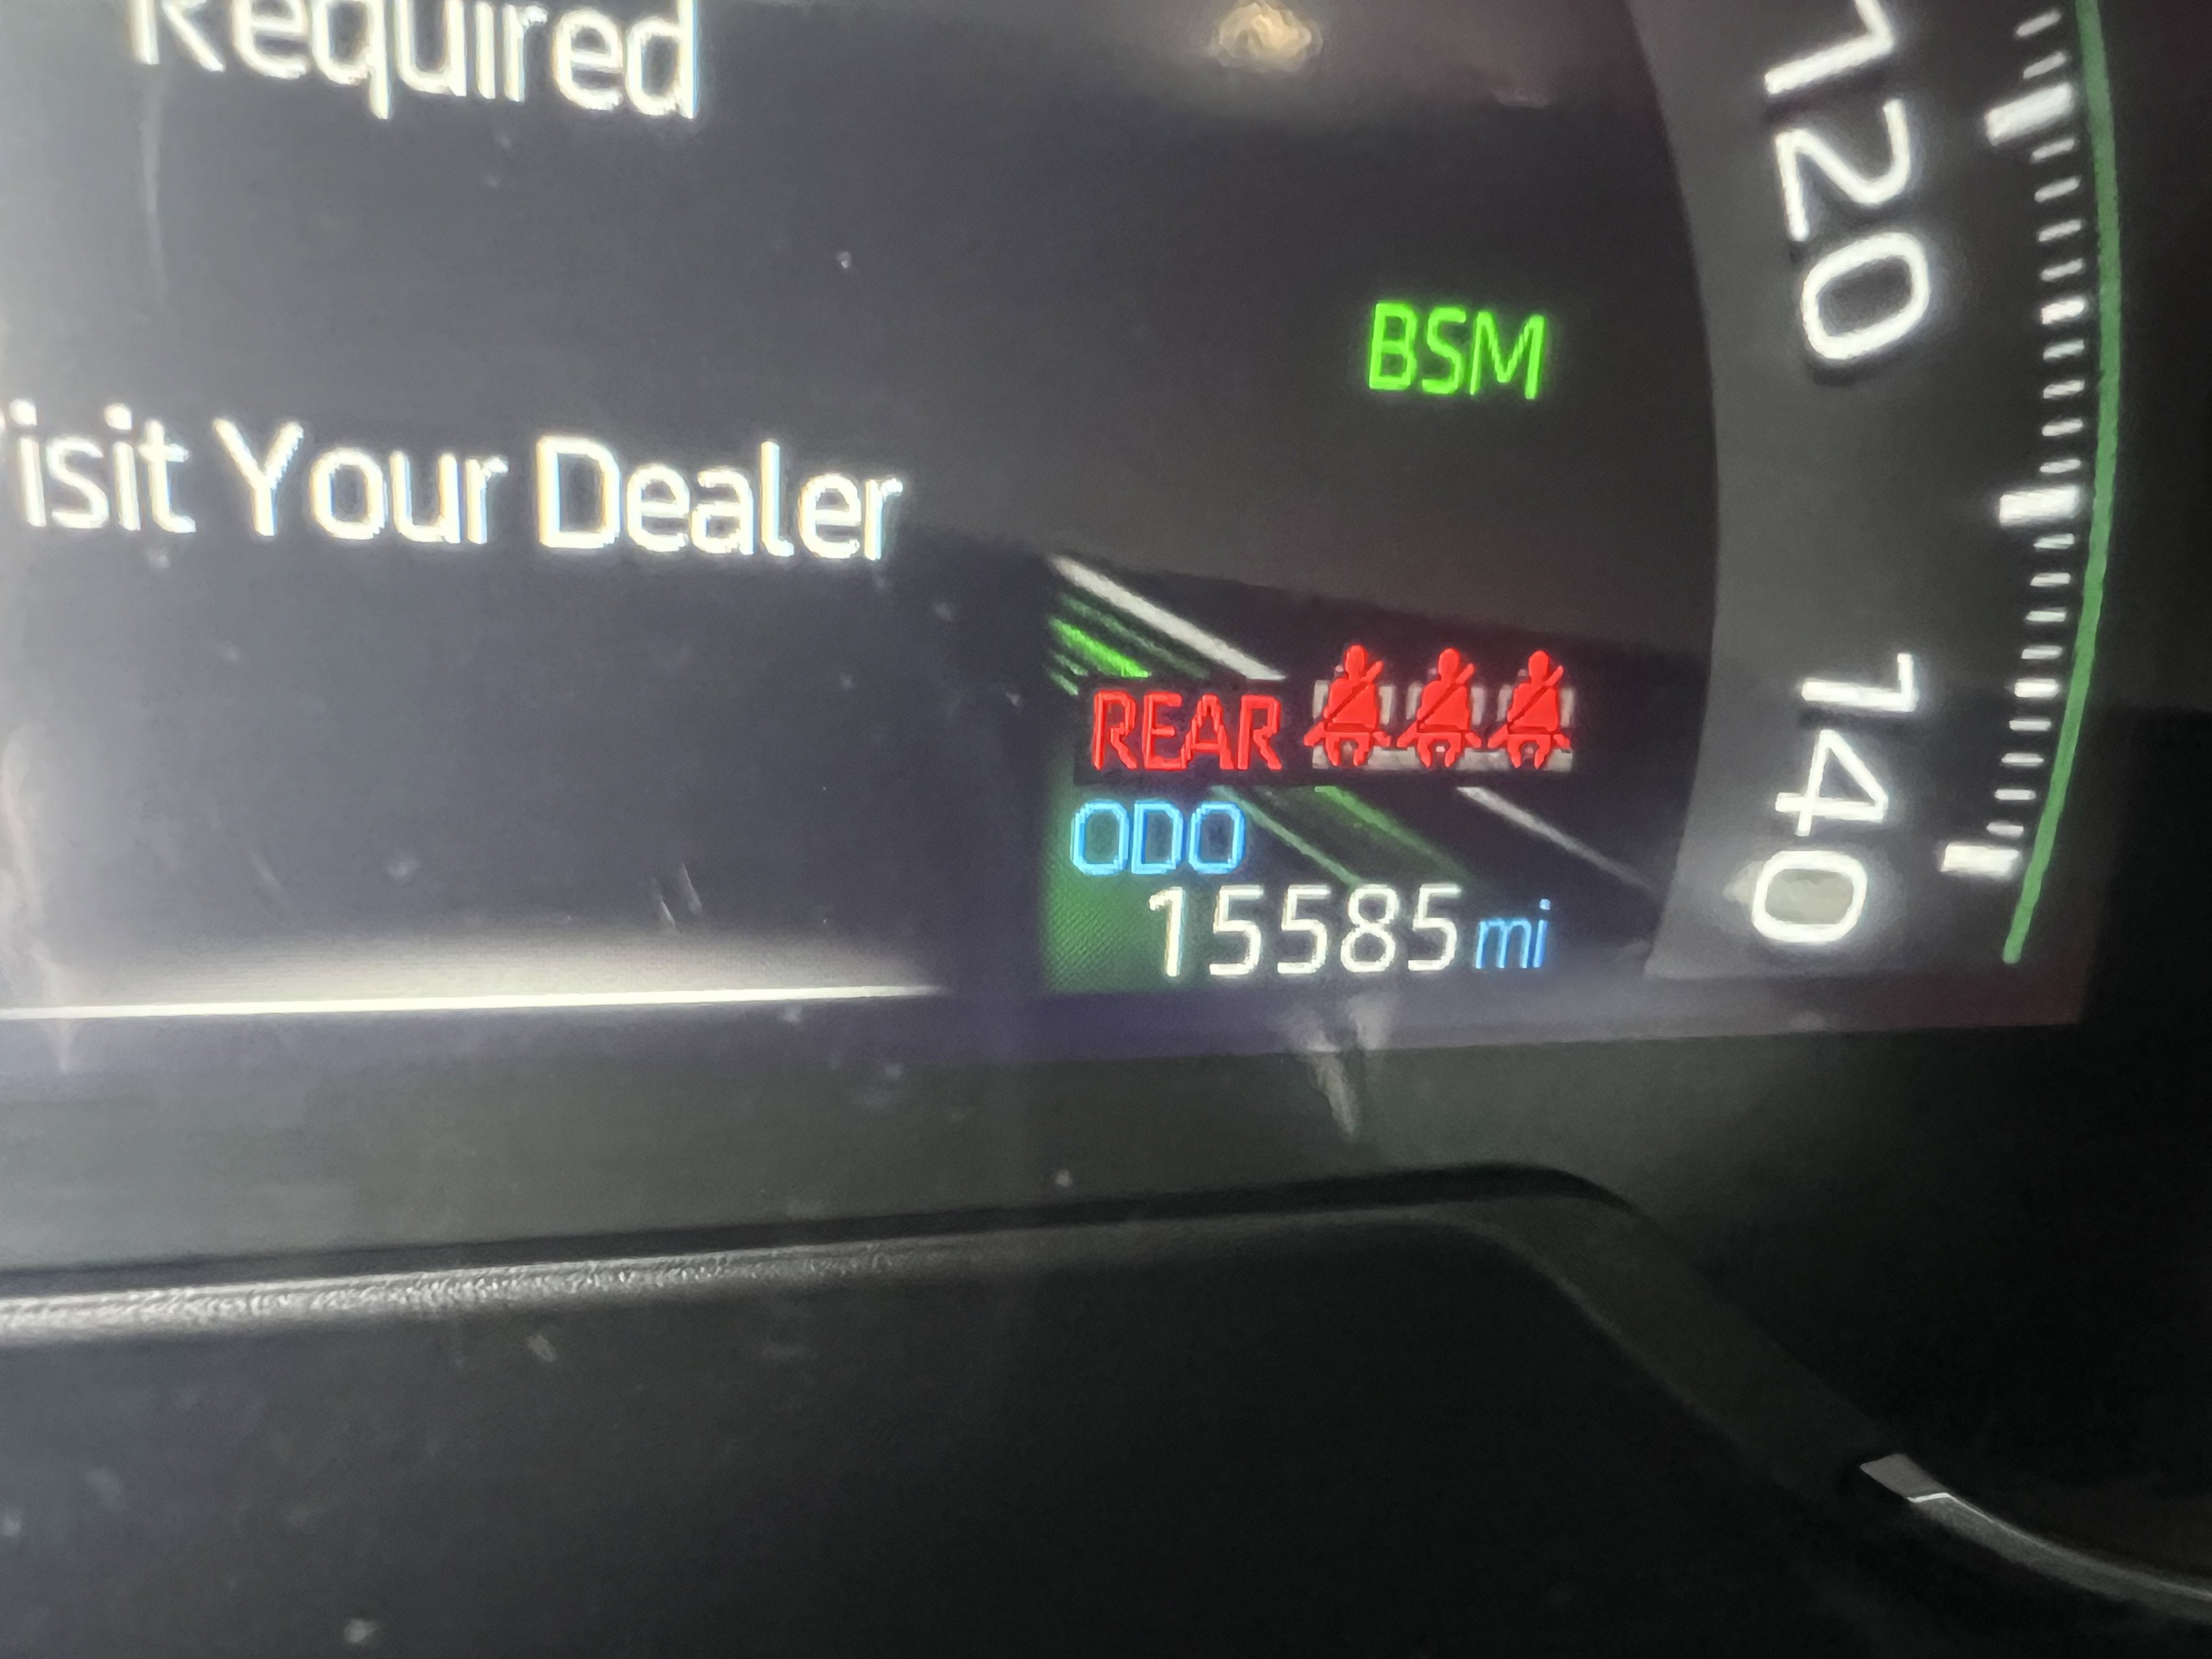 Required
isit Your Dealer
BSM
REAR
ODO
15585 mi
120
140